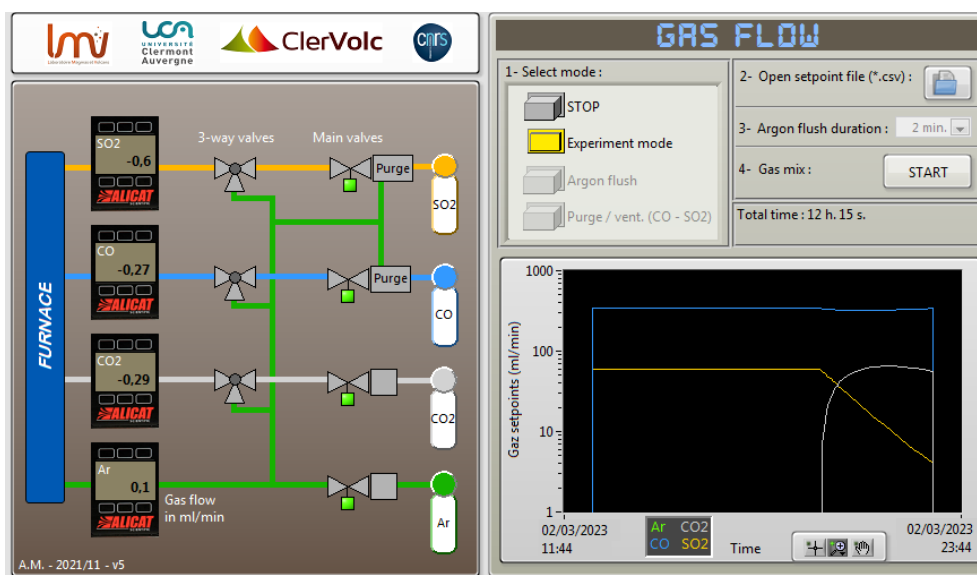 lmv
Laboratoire Magmas et Volcans
UCA
UNIVERSITÉ
Clermont
Auvergne
ClerVolc
cnrs
3-way valves
Main valves
SO2
-0,6
ALICAT
Purge
SO2
CO
-0,27
ALICAT
Purge
CO
FURNACE
CO2
-0,29
ALICAT
CO2
Ar
0,1
ALICAT
Gas flow
in ml/min
Ar
A.M. - 2021/11 - v5
GAS FLOW
1- Select mode :
STOP
Experiment mode
Argon flush
Purge / vent. (CO - SO2)
2- Open setpoint file (*.csv) :
3- Argon flush duration :
2 min.
4- Gas mix :
START
Total time : 12 h. 15 s.
Gaz setpoints (ml/min)
1000
100
10
1
02/03/2023
11:44
Ar CO2
CO SO2
Time
02/03/2023
23:44